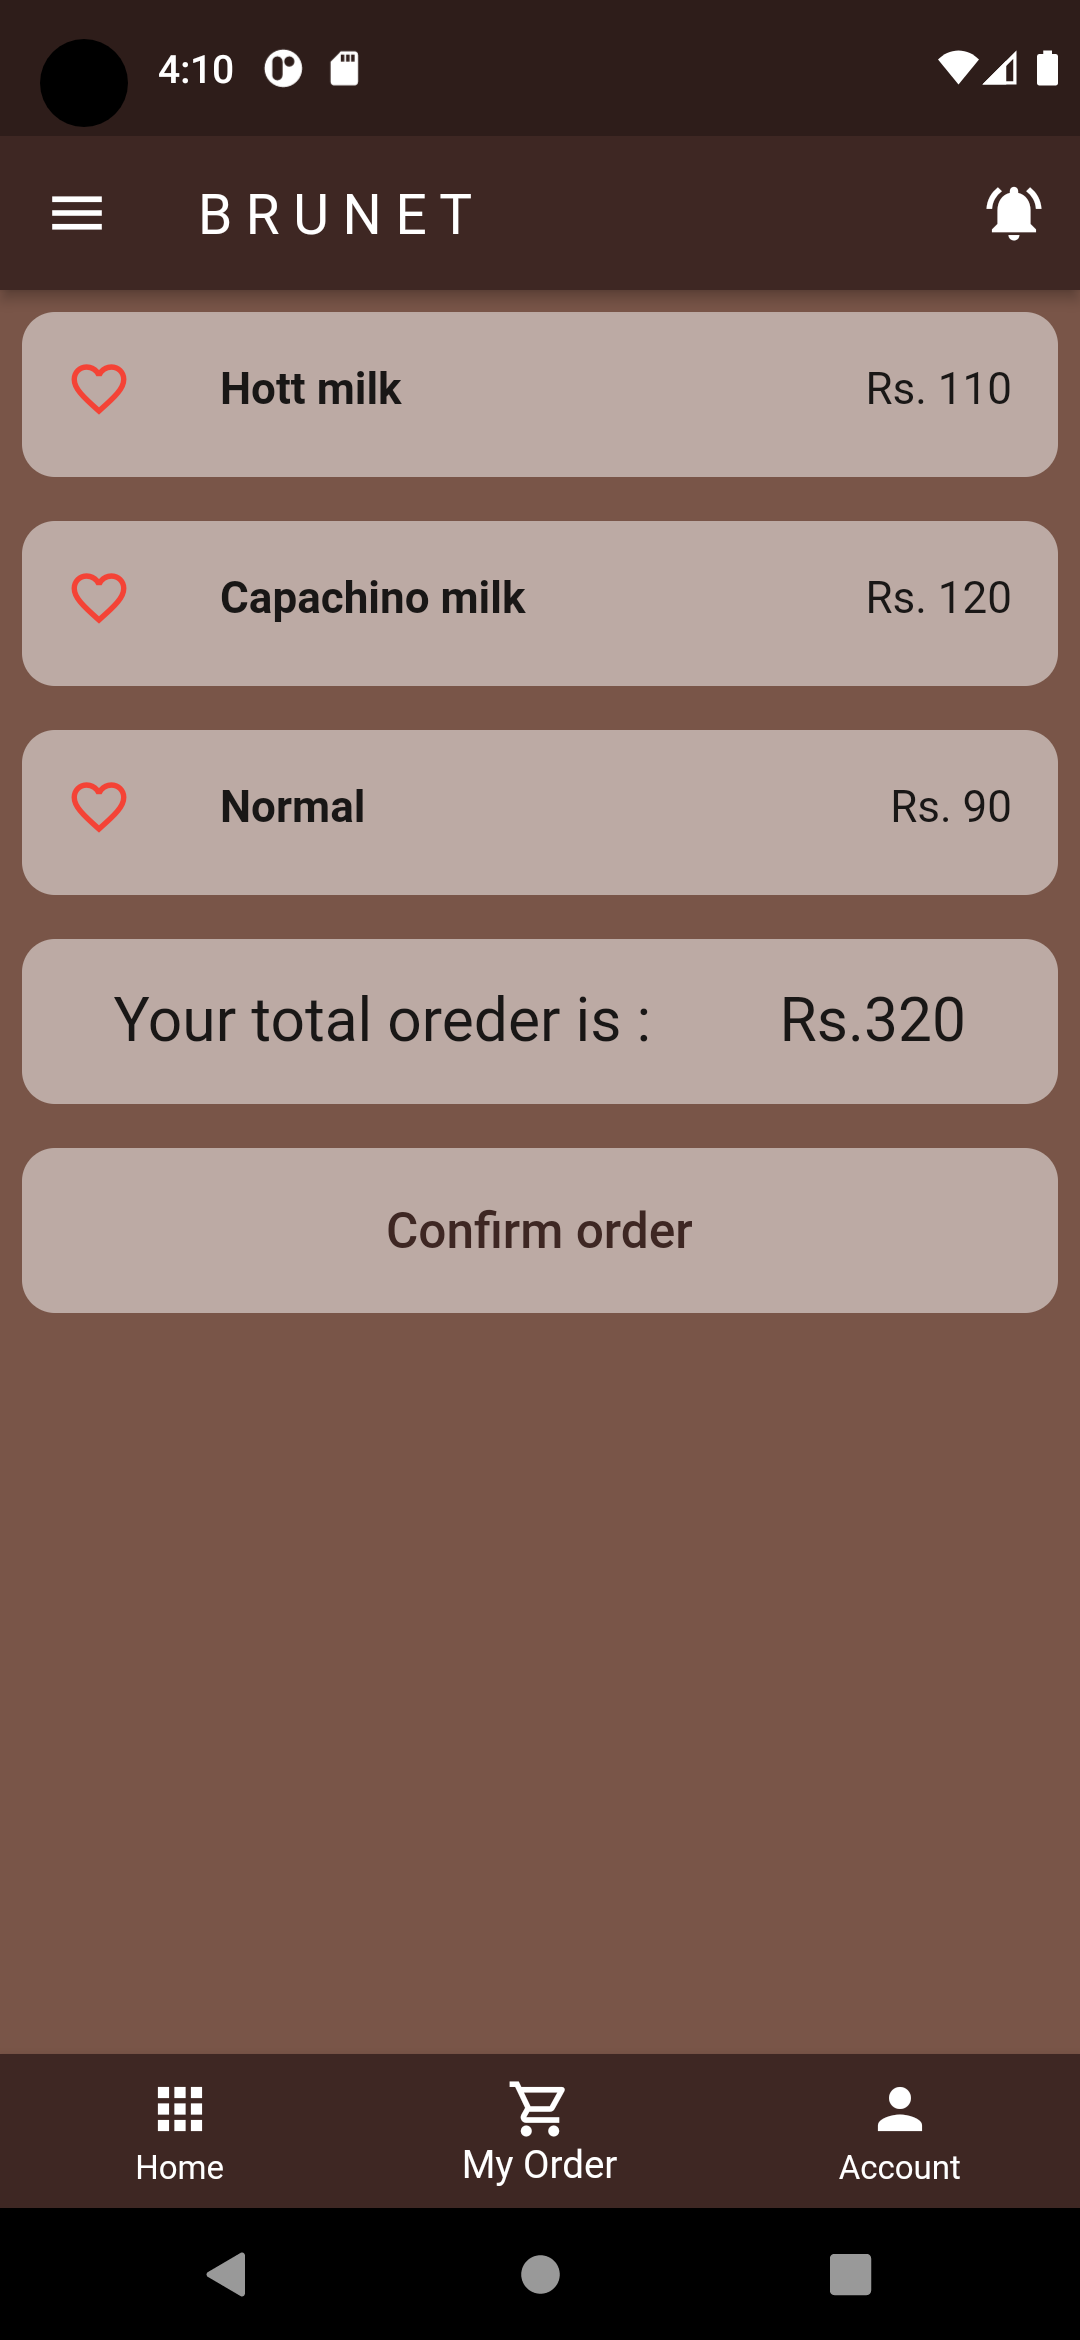 4:10
BRUNET
Hott milk Rs. 110
Capachino milk Rs. 120
Normal Rs. 90
Your total oreder is : Rs.320
Confirm order
Home My Order Account